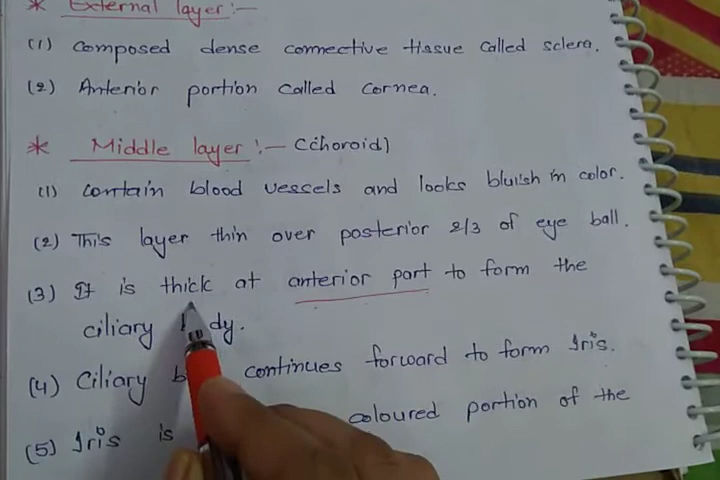 * External layer :-
(1) Composed dense connective tissue called sclera.
(2) Anterior portion called Cornea.
* Middle layer :- (Choroid)
(1) contain blood vessels and looks bluish in color.
(2) This layer thin over posterior 2/3 of eye ball.
(3) It is thick at anterior part to form the
ciliary dy.
(4) Ciliary b continues forward to form Iris.
(5) Iris is coloured portion of the